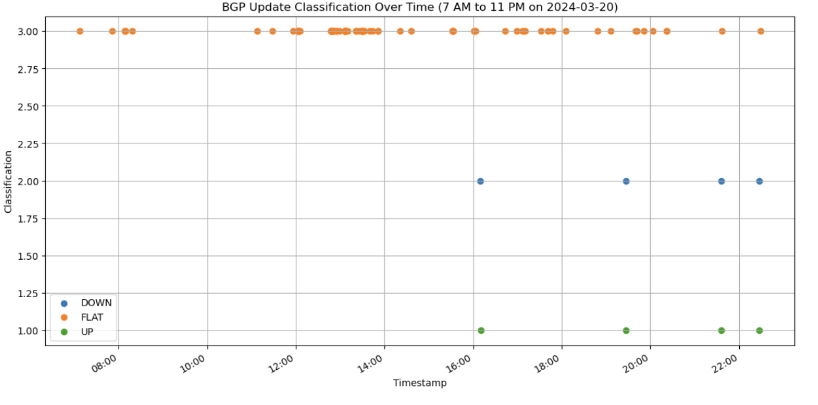 BGP Update Classification Over Time (7 AM to 11 PM on 2024-03-20)
Classification
3.00
2.75
2.50
2.25
2.00
1.75
1.50
1.25
1.00
DOWN
FLAT
UP
08:00
10:00
12:00
14:00
16:00
18:00
20:00
22:00
Timestamp